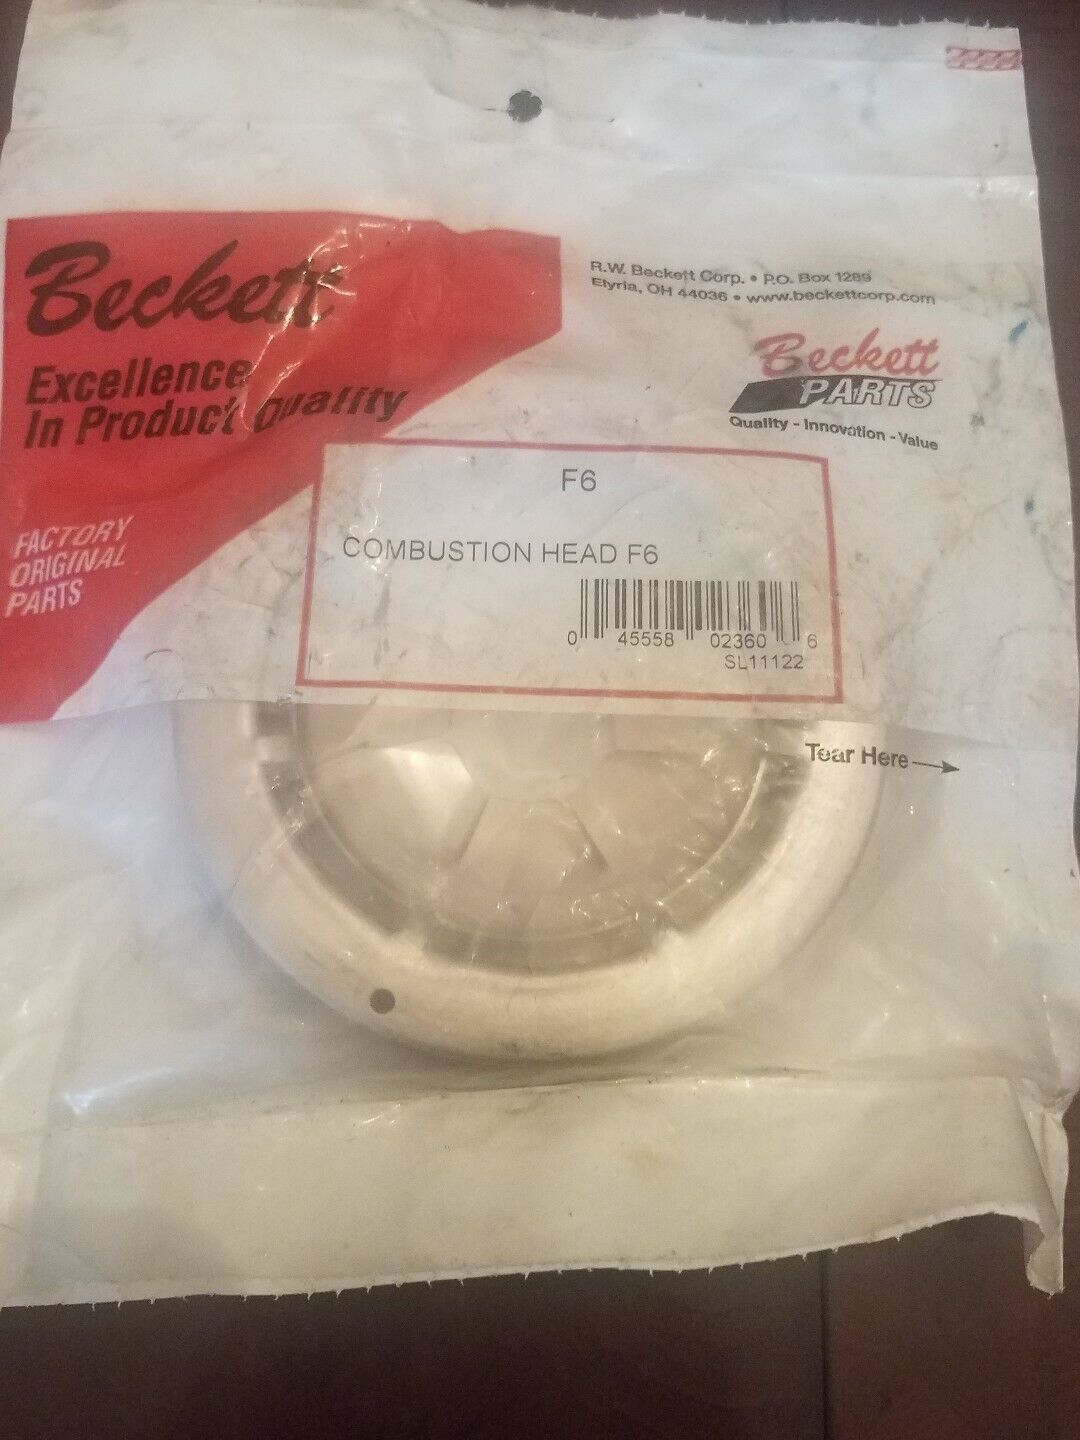 Beckett
Excellence
In Product Quality
FACTORY
ORIGINAL
PARTS
R.W. Beckett Corp. • P.O. Box 1289
Elyria, OH 44036 • www.beckettcorp.com
Beckett
PARTS
Quality - Innovation - Value
F6
COMBUSTION HEAD F6
0 45558 02360 6
SL11122
Tear Here